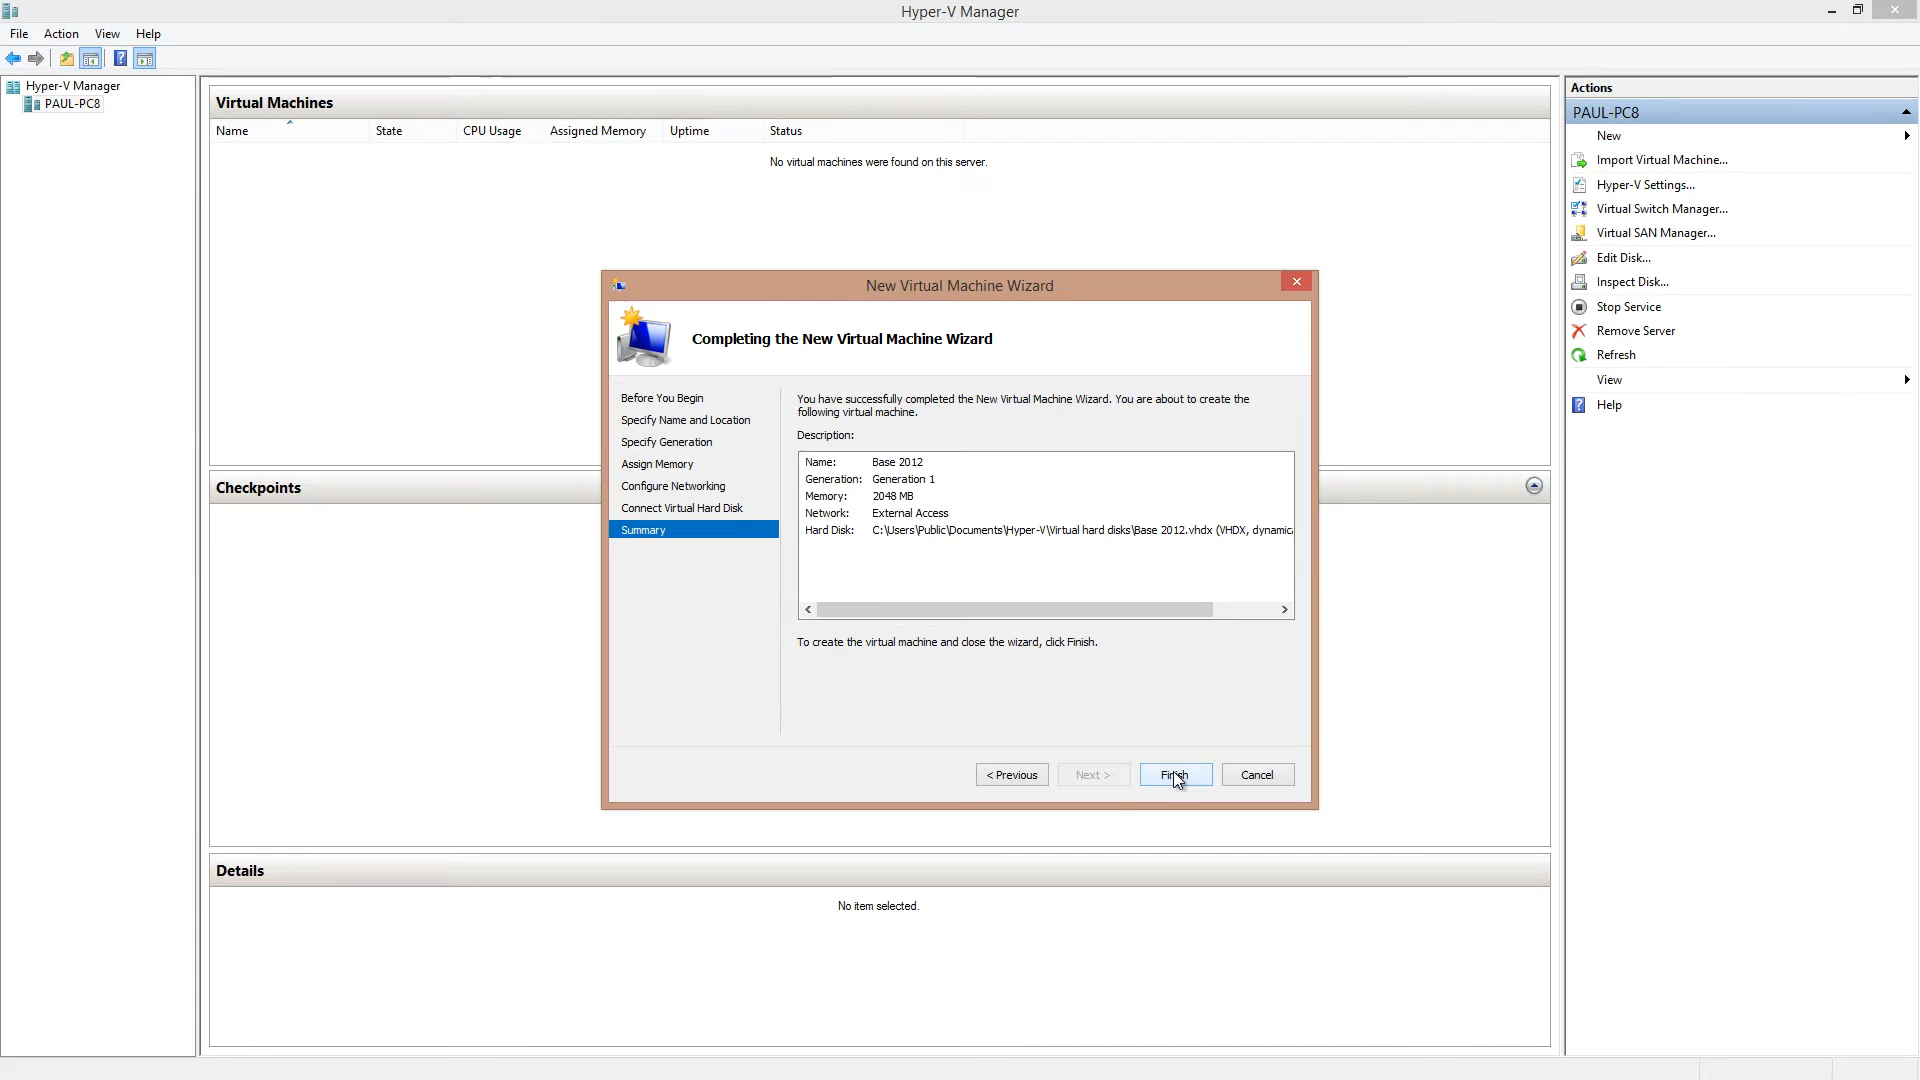 Hyper-V Manager
File Action View Help
Hyper-V Manager
PAUL-PC8
Virtual Machines
Name State CPU Usage Assigned Memory Uptime Status
No virtual machines were found on this server.
New Virtual Machine Wizard
Completing the New Virtual Machine Wizard
Before You Begin
Specify Name and Location
Specify Generation
Assign Memory
Configure Networking
Connect Virtual Hard Disk
Summary
You have successfully completed the New Virtual Machine Wizard. You are about to create the
following virtual machine.
Description:
Name: Base 2012
Generation: Generation 1
Memory: 2048 MB
Network: External Access
Hard Disk: C:\Users\Public\Documents\Hyper-V\Virtual hard disks\Base 2012.vhdx (VHDX, dynamic
To create the virtual machine and close the wizard, click Finish.
< Previous Next > Finish Cancel
Checkpoints
Details
No item selected.
Actions
PAUL-PC8
New
Import Virtual Machine...
Hyper-V Settings...
Virtual Switch Manager...
Virtual SAN Manager...
Edit Disk...
Inspect Disk...
Stop Service
Remove Server
Refresh
View
Help